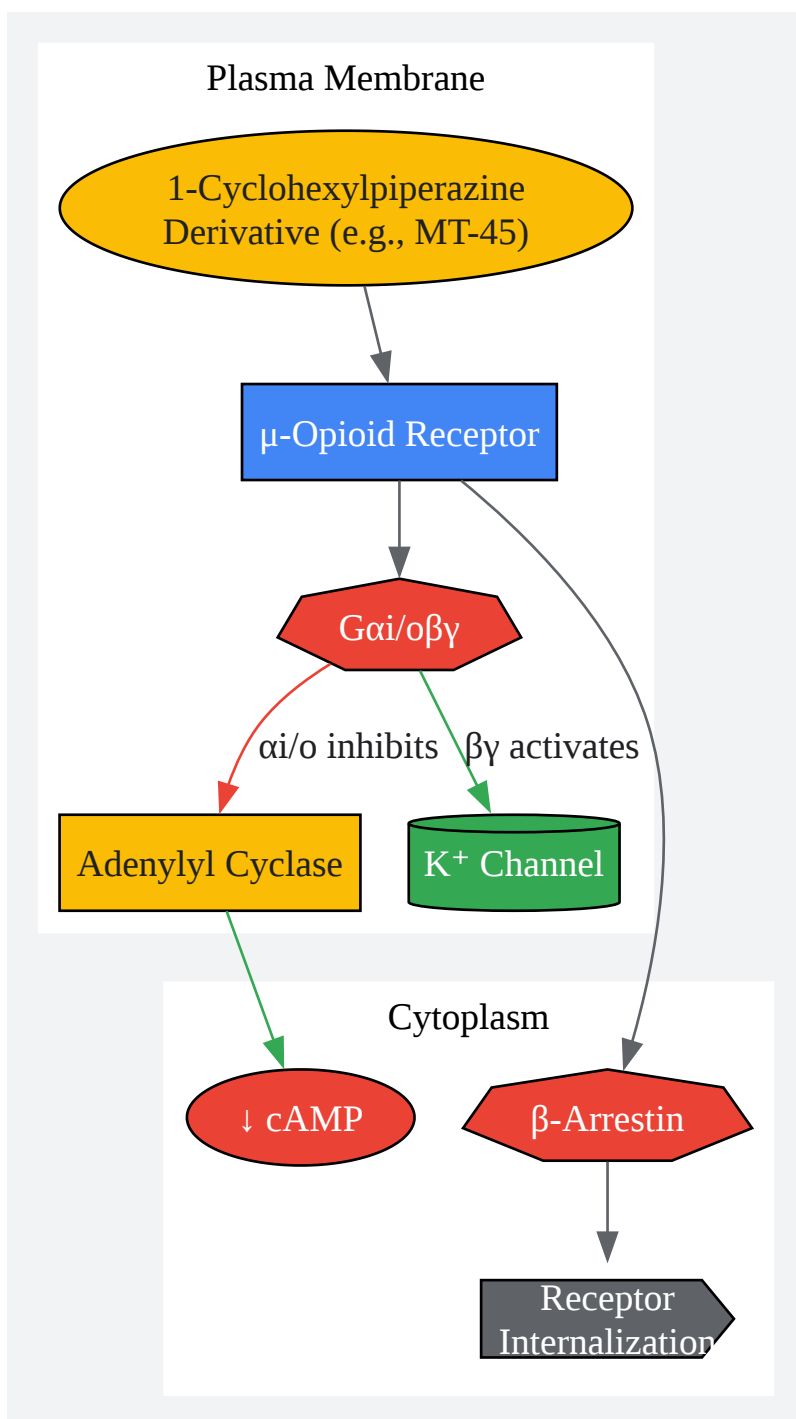 Plasma Membrane
1-Cyclohexylpiperazine
Derivative (e.g., MT-45)
μ-Opioid Receptor
Gαi/oβγ
αi/o inhibits
βγ activates
Adenylyl Cyclase
K⁺ Channel
Cytoplasm
↓ cAMP
β-Arrestin
Receptor
Internalization